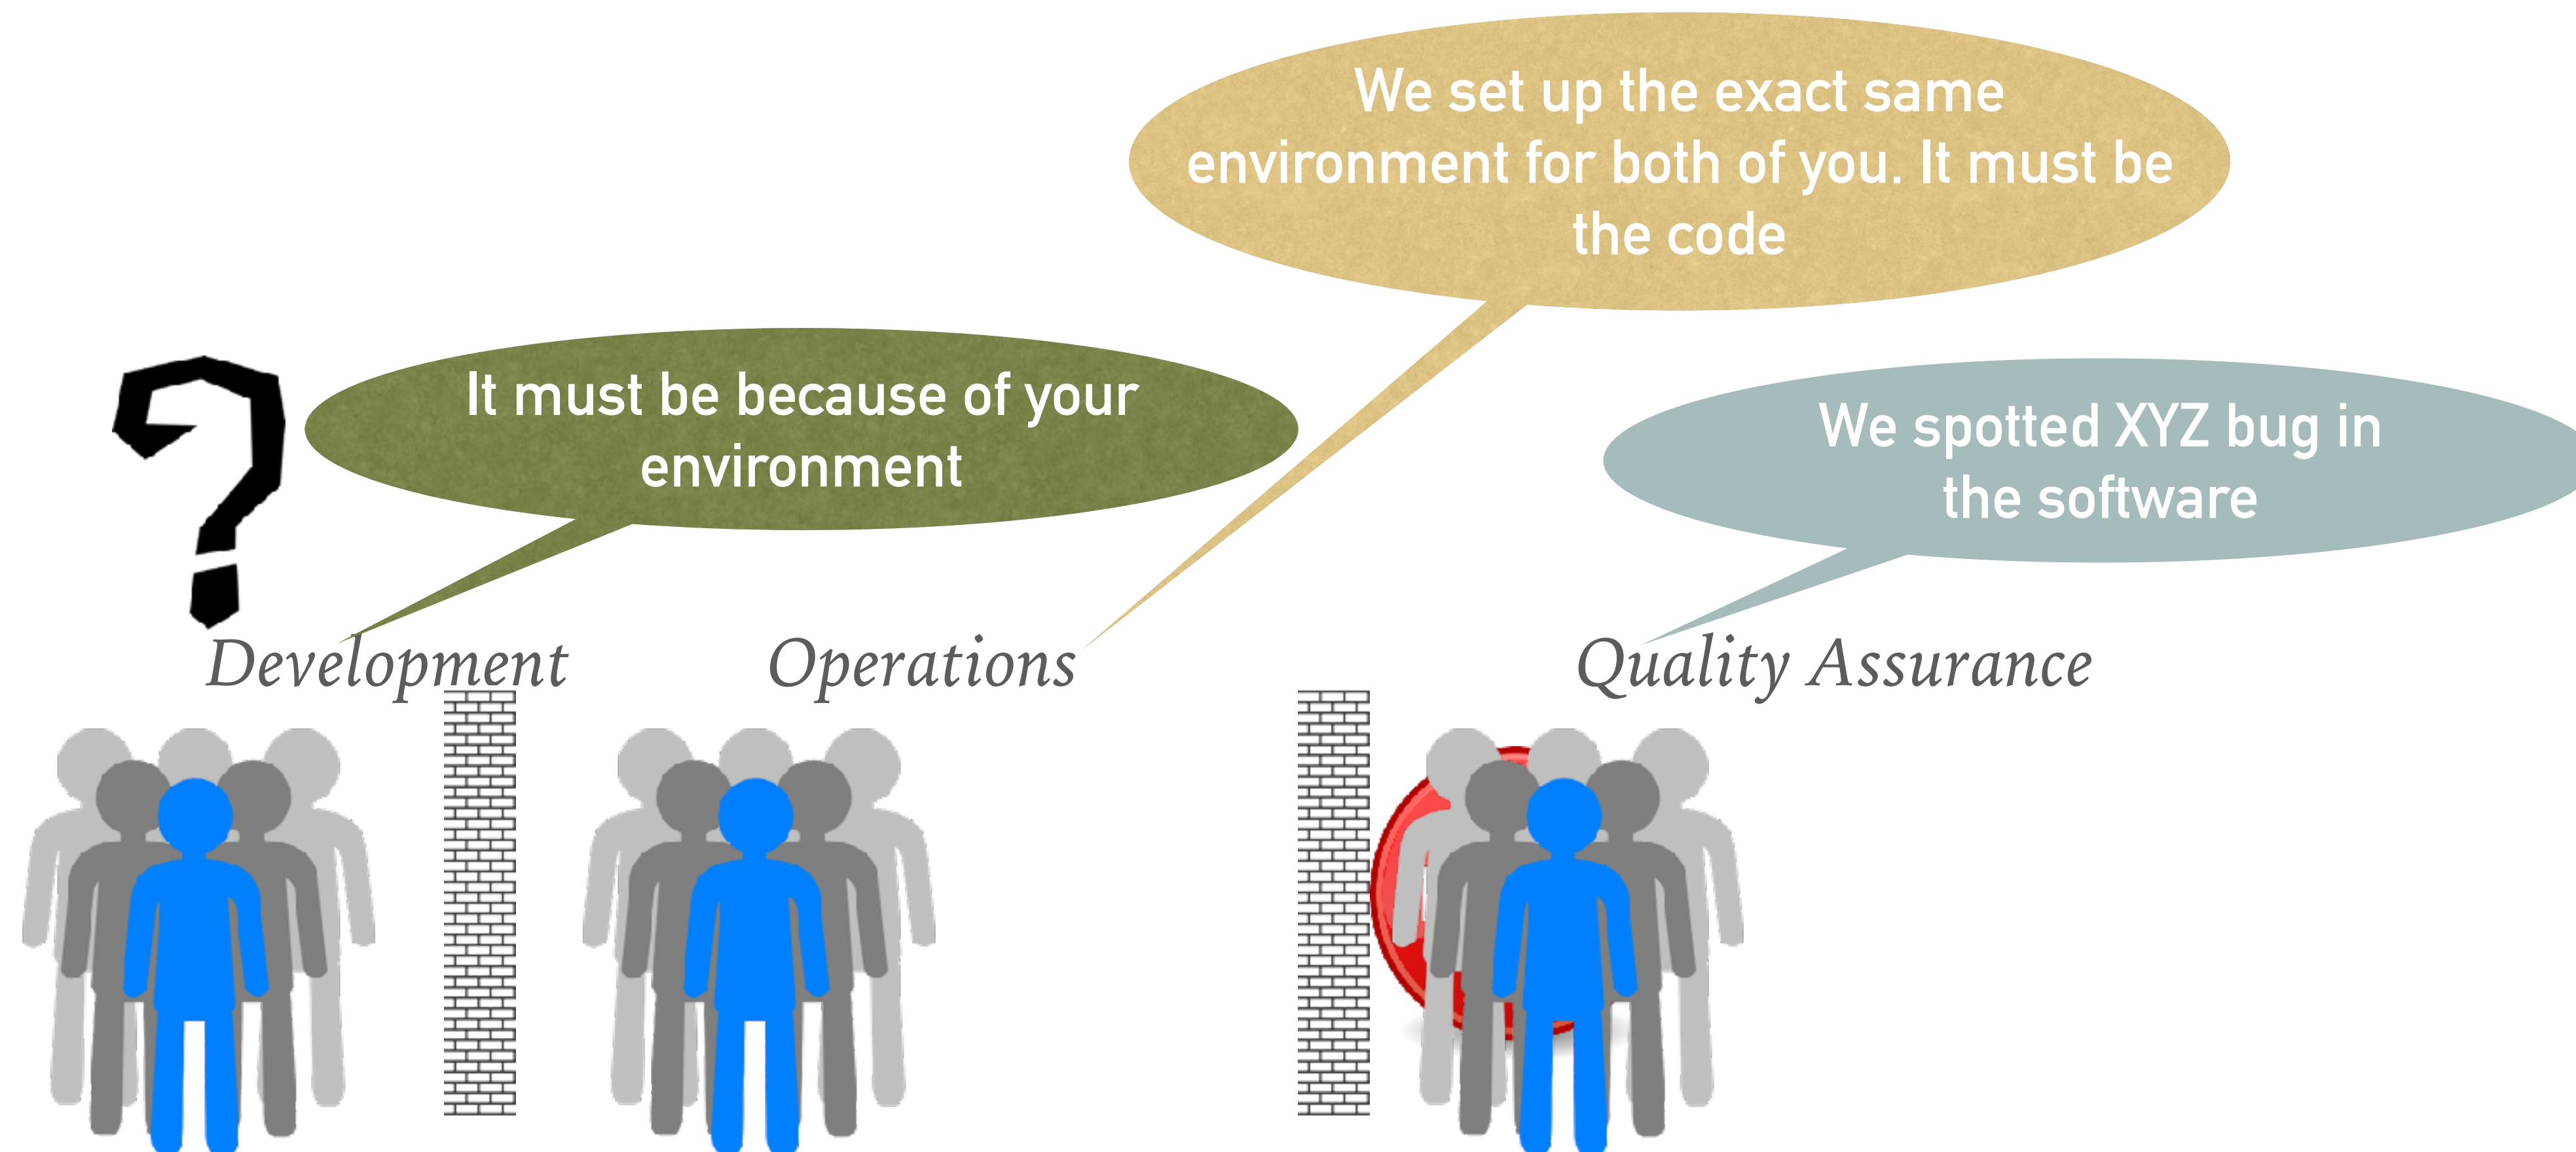 We set up the exact same
environment for both of you. It must be
the code
It must be because of your
environment
We spotted XYZ bug in
the software
Development
Operations
Quality Assurance